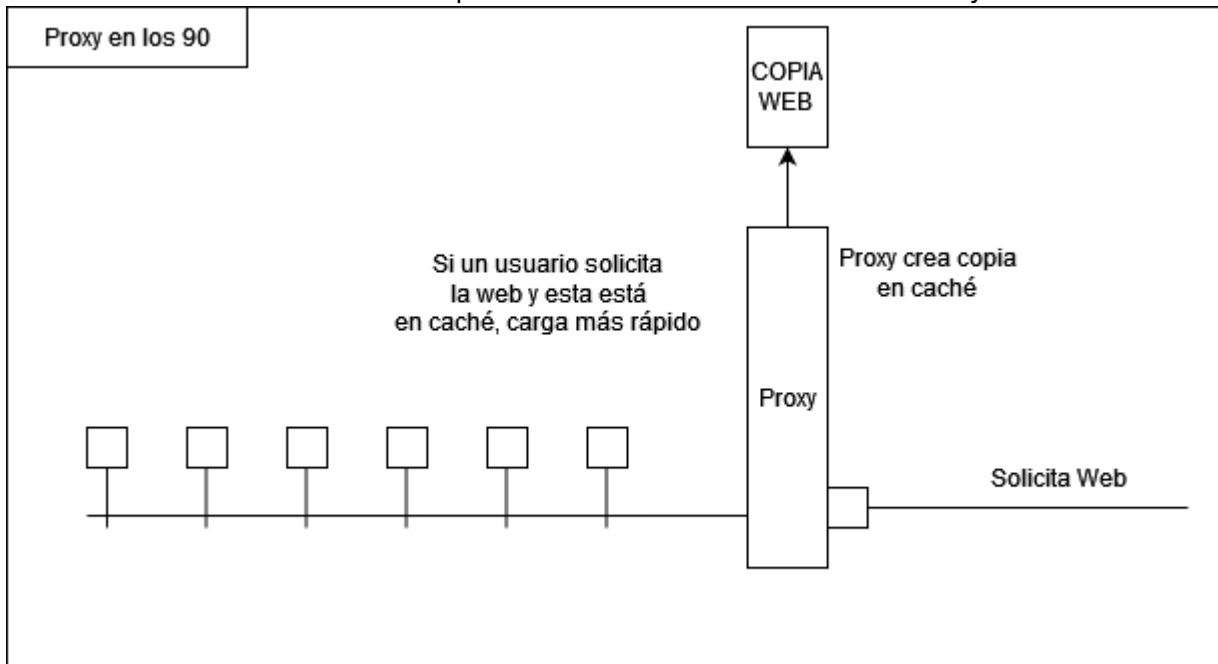 Proxy en los 90
COPIA
WEB
Si un usuario solicita
la web y esta está
en caché, carga más rápido
Proxy crea copia
en caché
Proxy
Solicita Web